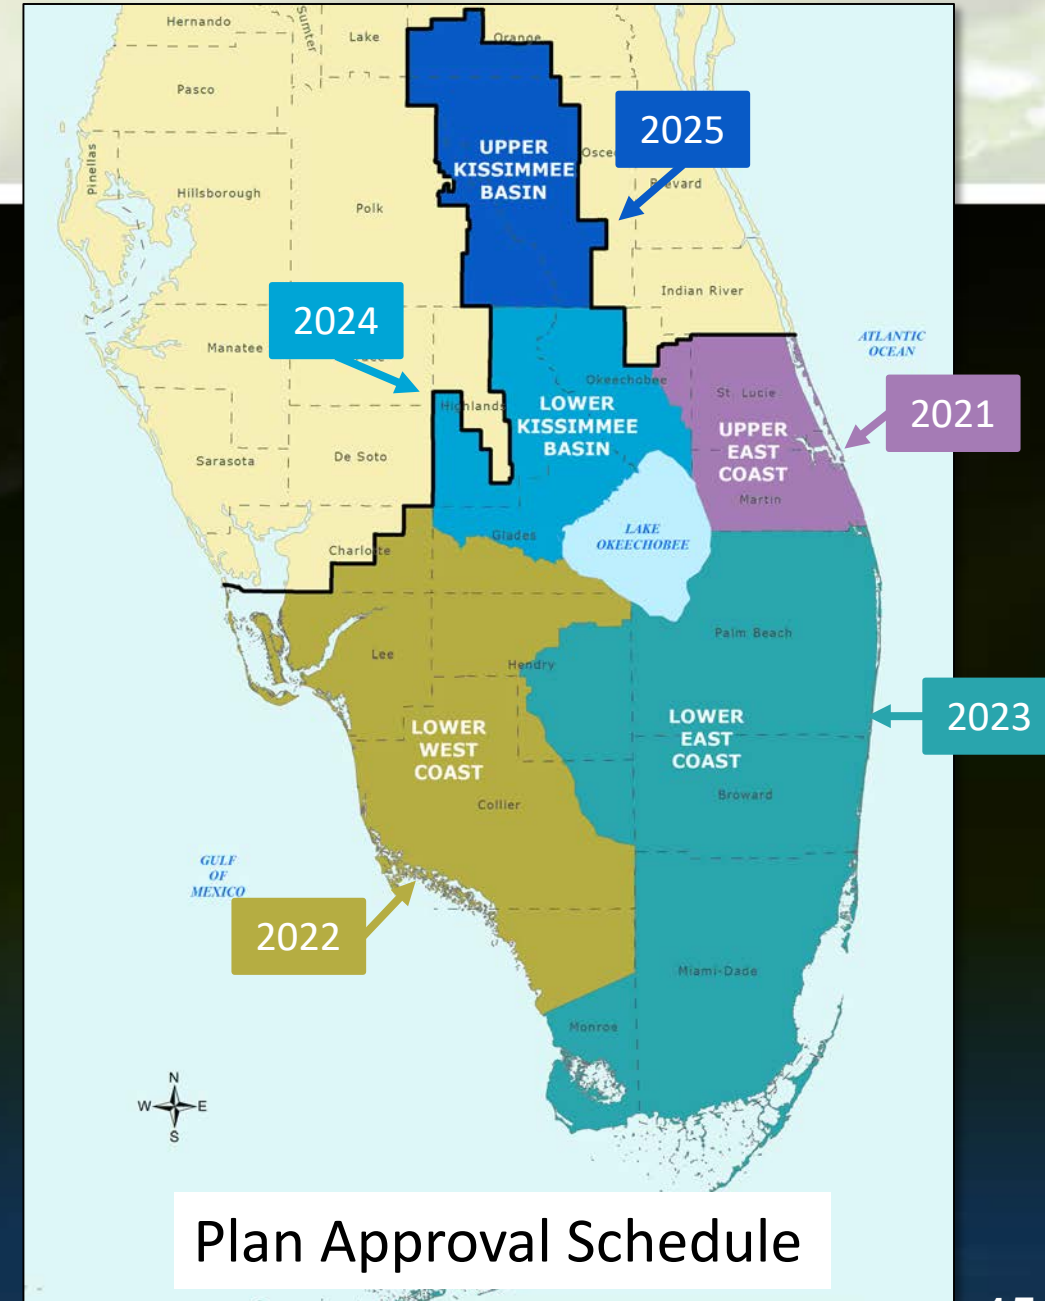 Hernando
Sumter
Lake
Orange
Pasco
2025
UPPER
KISSIMMEE
BASIN
Pinellas
Hillsborough
Polk
Indian River
2024
Manatee
ATLANTIC
OCEAN
Okeechobee
St. Lucie
Highlands
LOWER
KISSIMMEE
BASIN
2021
UPPER
EAST
COAST
Sarasota
De Soto
Martin
LAKE
OKEECHOBEE
Glades
Charlotte
Palm Beach
Lee
Hendry
2023
LOWER
WEST
COAST
LOWER
EAST
COAST
Collier
Broward
GULF
OF
MEXICO
2022
Miami-Dade
Monroe
N
W E
S
Plan Approval Schedule